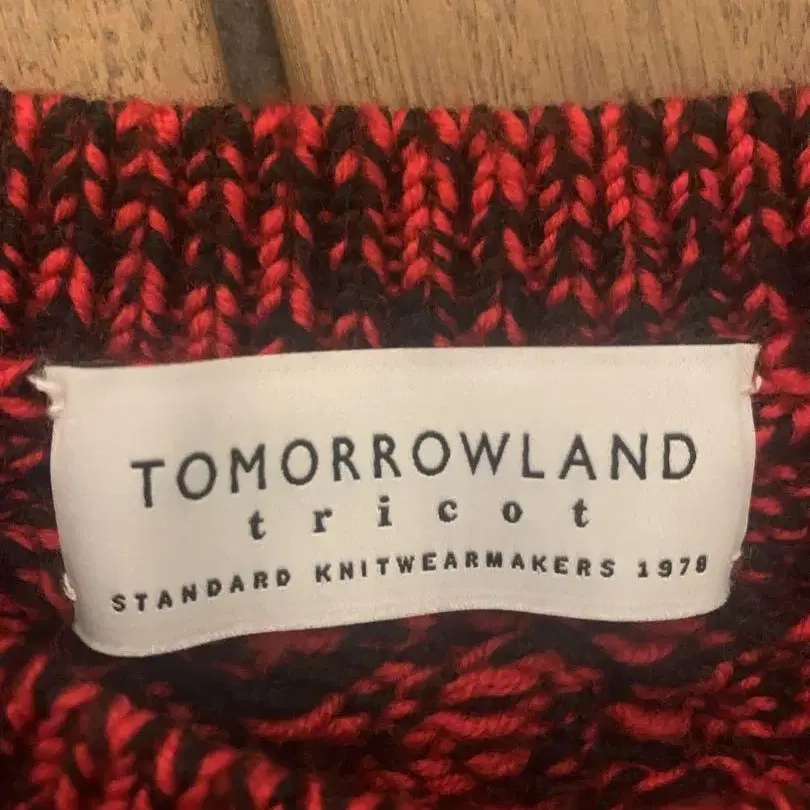 TOMORROWLAND
tricot
STANDARD KNITWEARMAKERS 1978